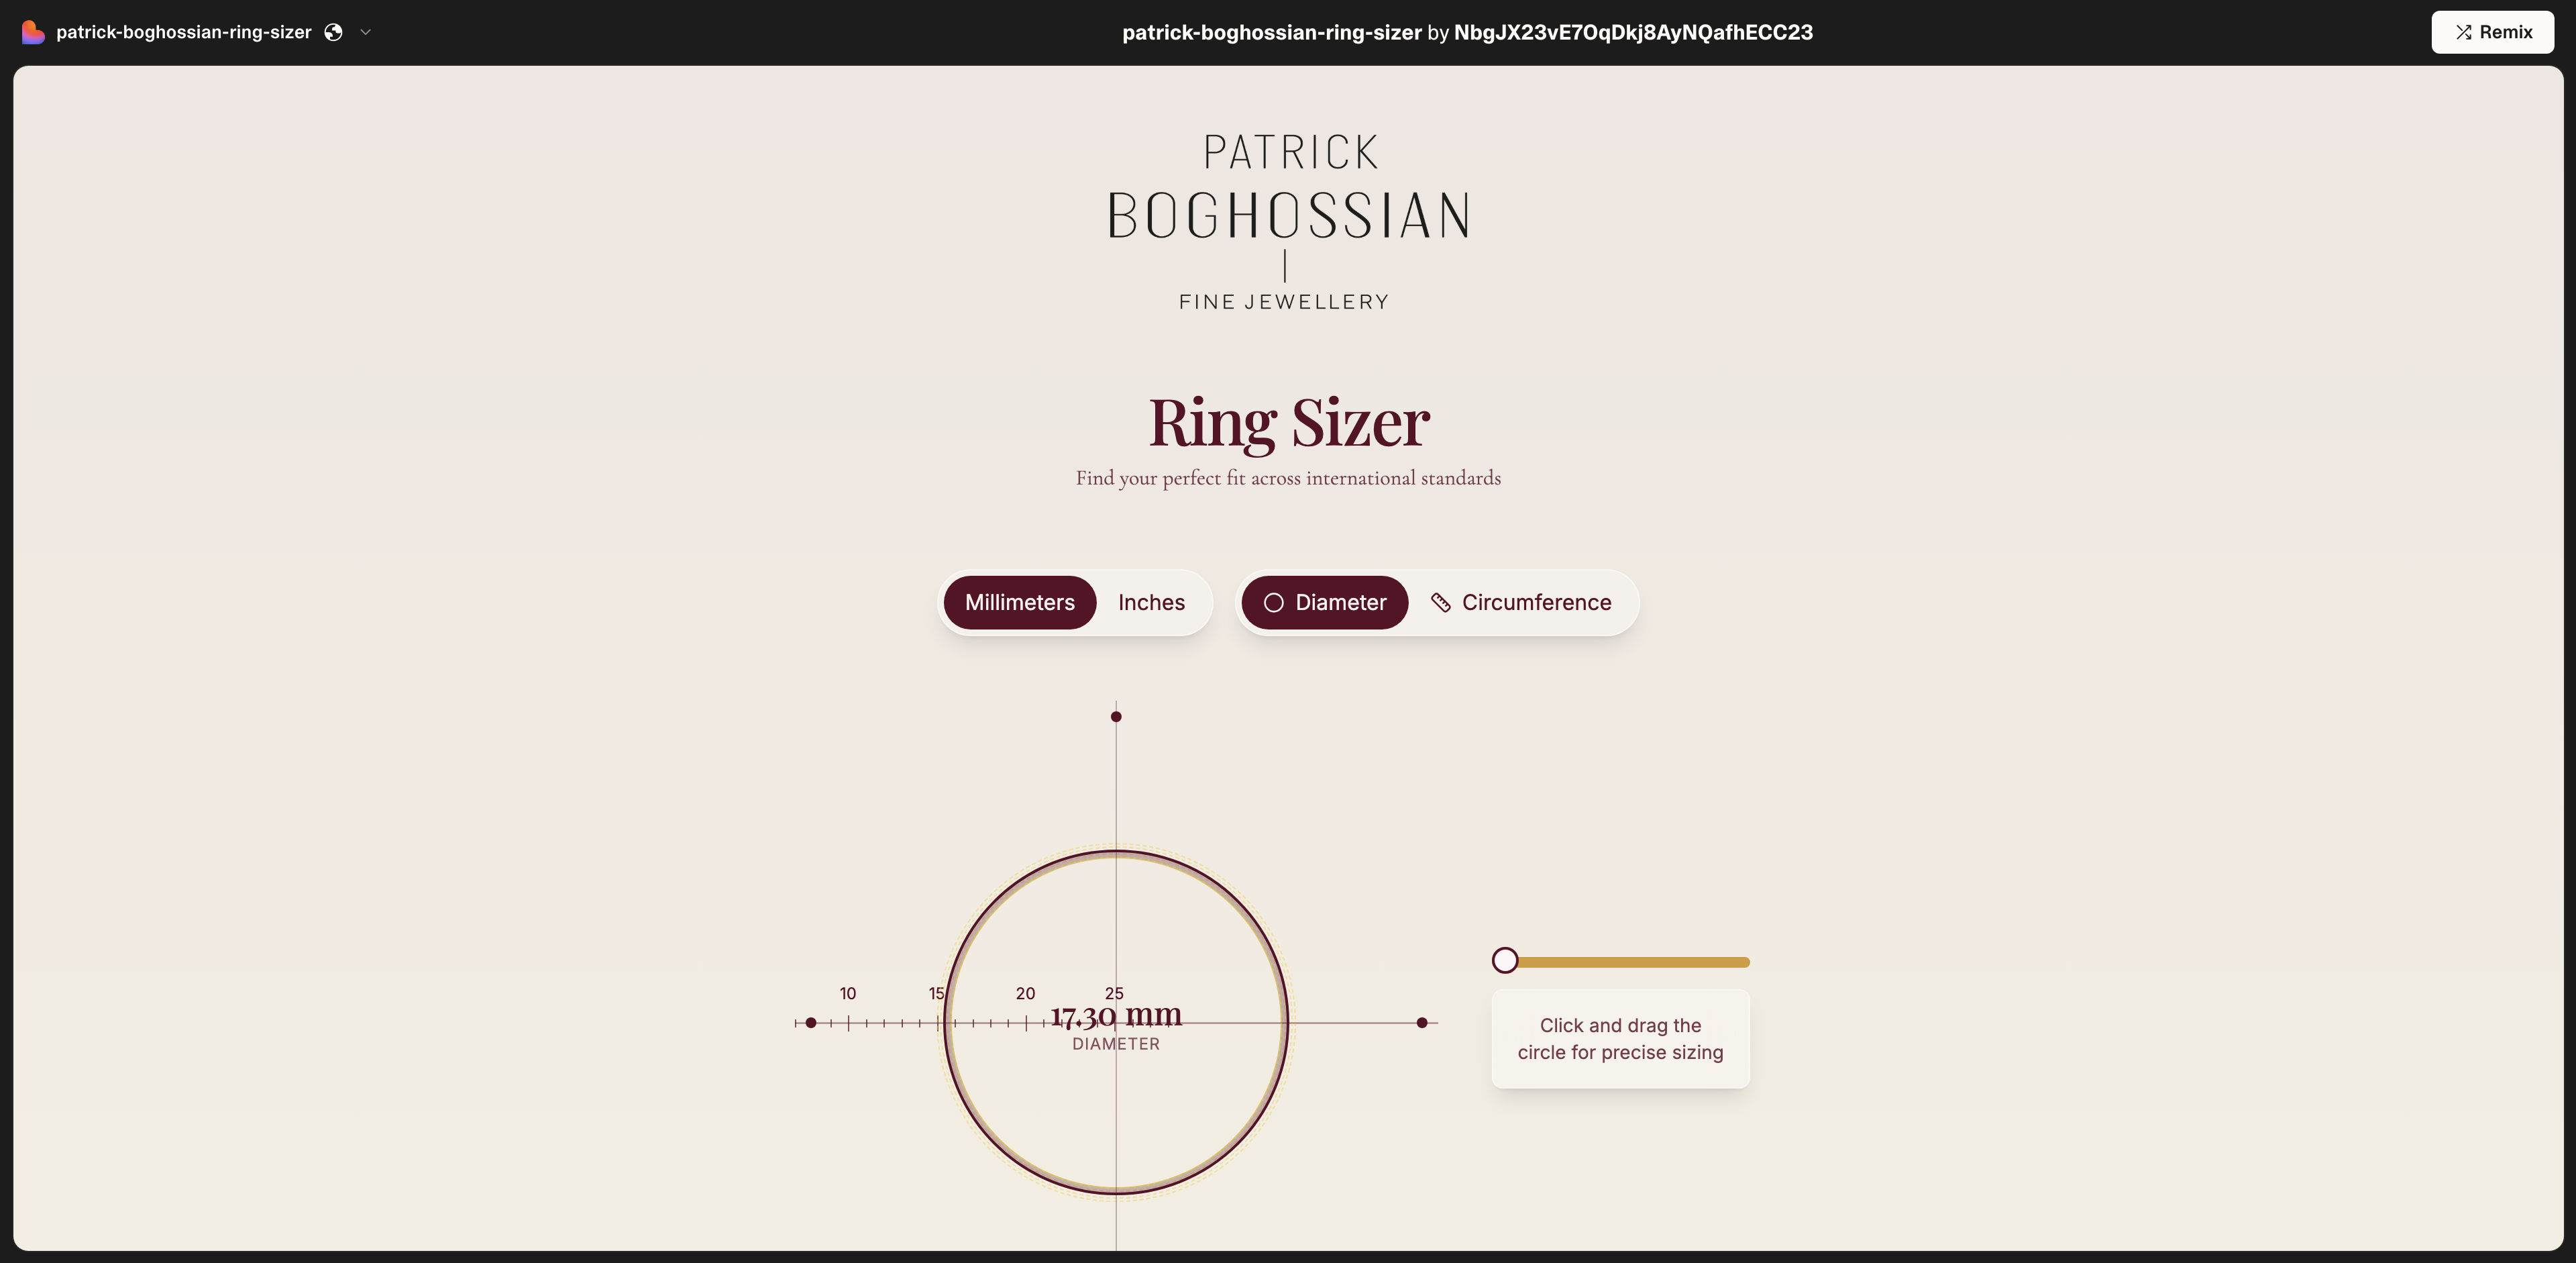 patrick-boghossian-ring-sizer
patrick-boghossian-ring-sizer by NbgJX23vE7OqDkj8AyNQafhECC23
Remix
PATRICK
BOGHOSSIAN
FINE JEWELLERY
Ring Sizer
Find your perfect fit across international standards
Millimeters
Inches
Diameter
Circumference
10
15
20
25
17.30 mm
DIAMETER
Click and drag the
circle for precise sizing